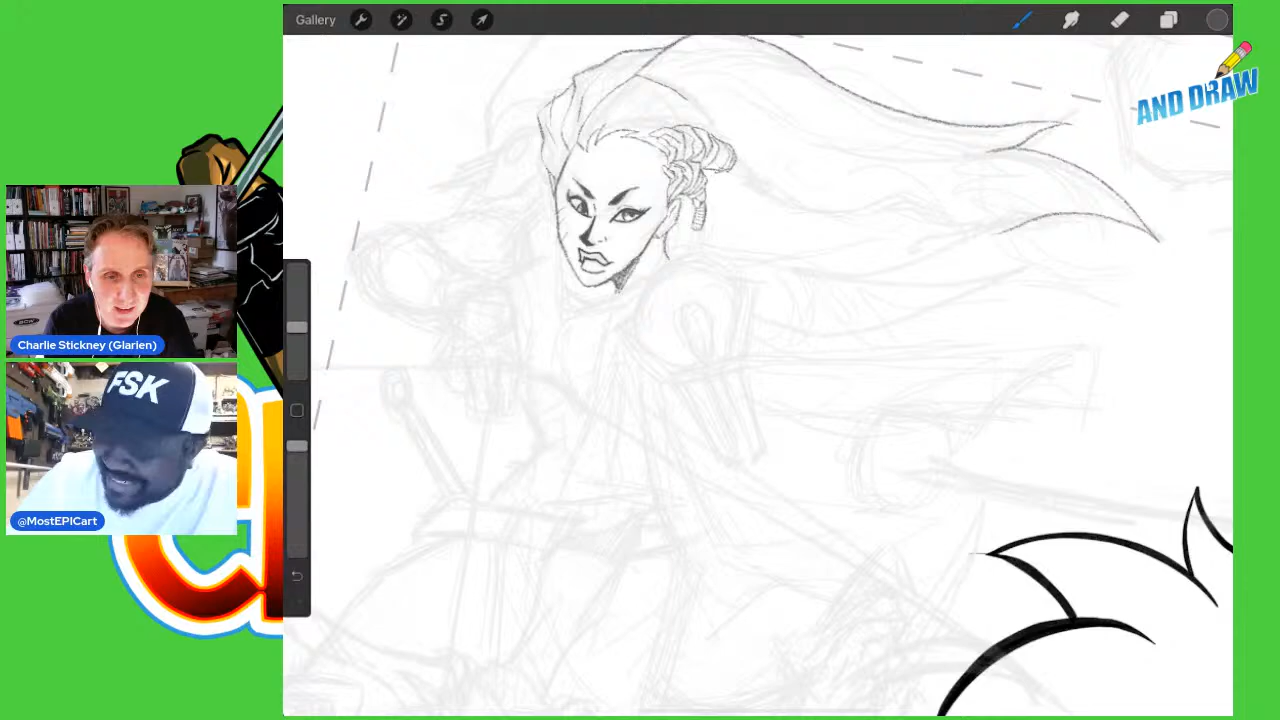 Gallery
AND DRAW
Charlie Stickney (Glarien)
FSK
@MostEPICart